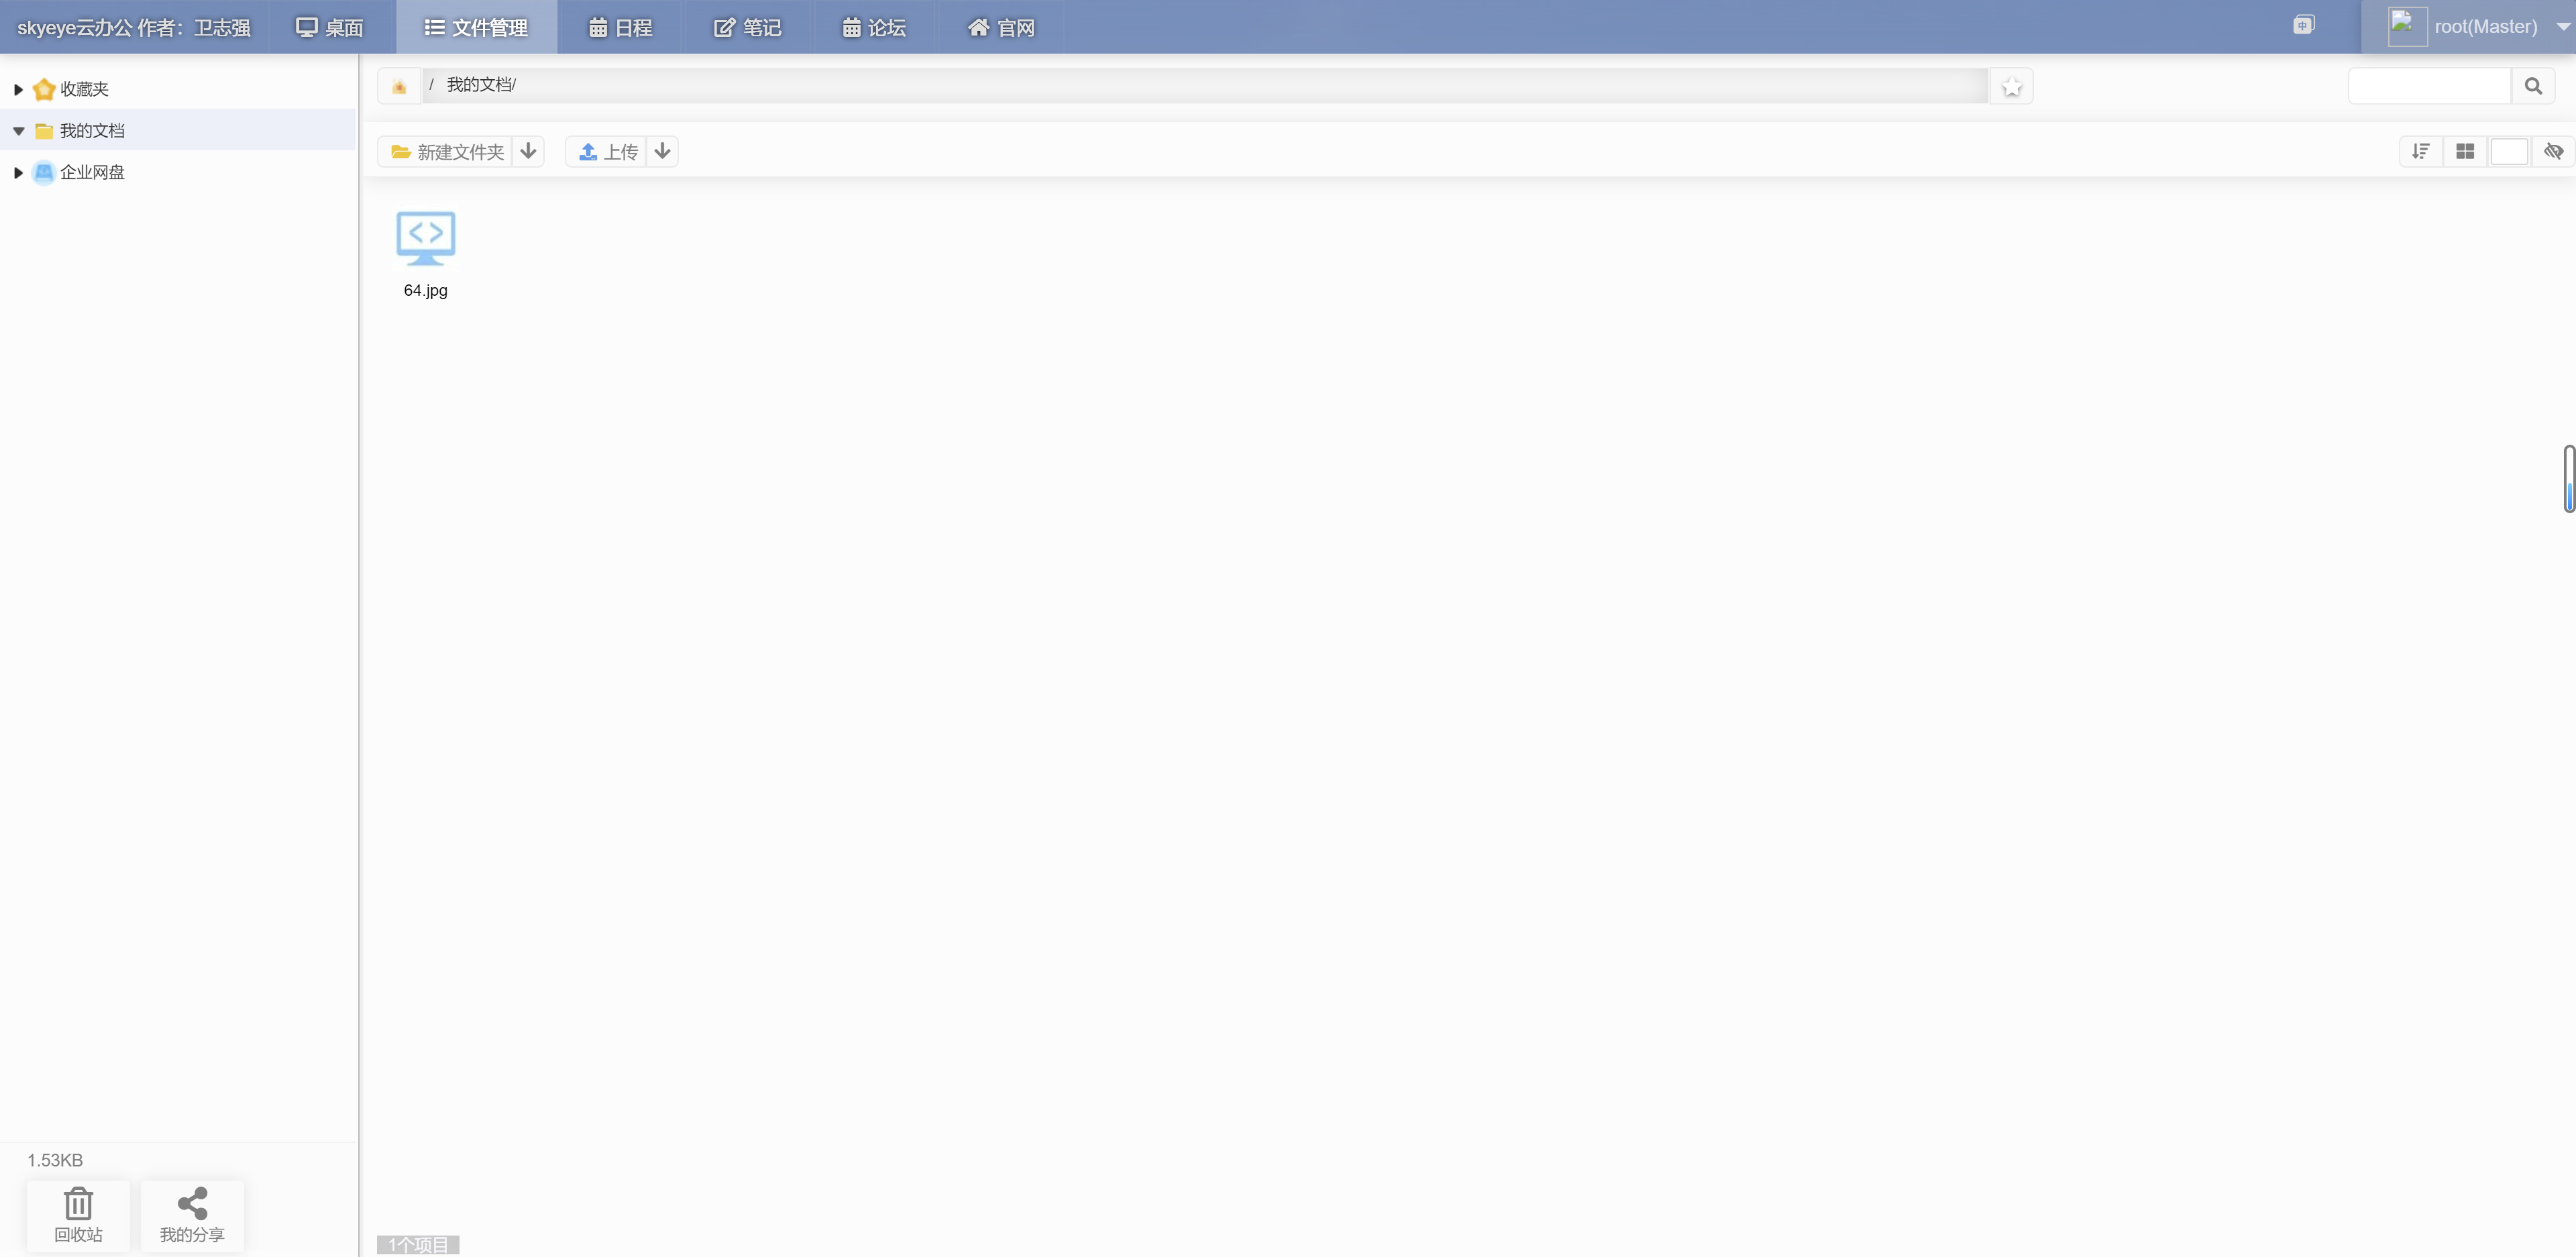 skyeye云办公 作者：卫志强 桌面 文件管理 日程 笔记 论坛 官网 中 root(Master)
收藏夹
我的文档
企业网盘
/ 我的文档/
新建文件夹 上传
64.jpg
1.53KB
回收站 我的分享
1个项目